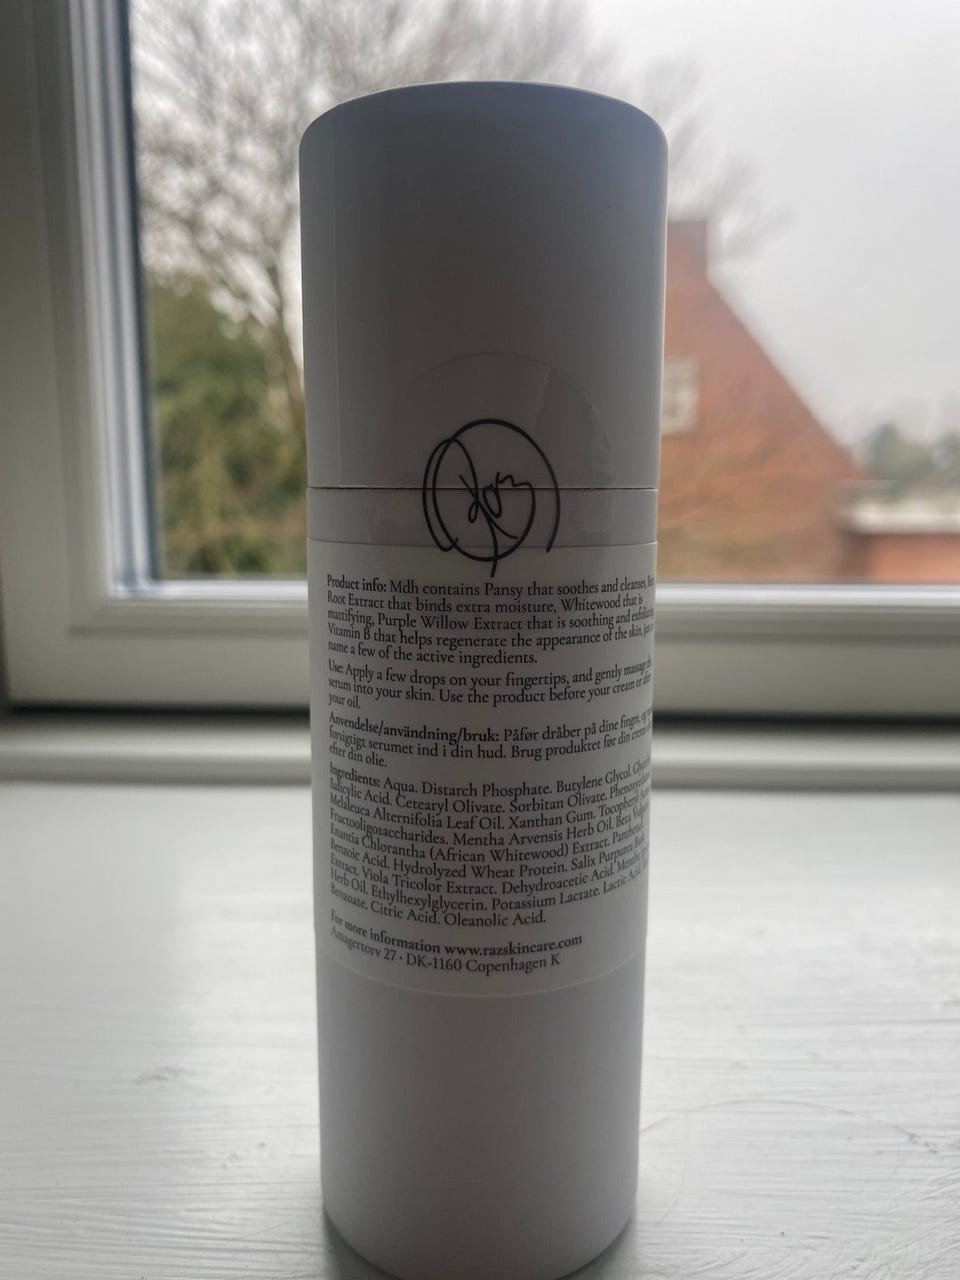 Product info: Mdh contains Pansy that soothes and cleanses,
Root Extract that binds extra moisture, Whitewood that is
mattifying, Purple Willow Extract that is soothing and
Vitamin B that helps regenerate the appearance of the skin,
name a few of the active ingredients.
Use: Apply a few drops on your fingertips, and gently massage
serum into your skin. Use the product before your cream or
your oil.
Anvendelse/användning/bruk: Påfør dråber på dine fingre,
forsigtigt serumet ind i din hud. Brug produktet før din
efter din olie.
Ingredients: Aqua. Distarch Phosphate. Butylene Glycol.
Salicylic Acid. Cetearyl Olivate. Sorbitan Olivate.
Melaleuca Alternifolia Leaf Oil. Xanthan Gum. Tocopheryl
Fructooligosaccharides. Mentha Arvensis Herb Oil. Beta
Enantia Chlorantha (African Whitewood) Extract. Panthenol.
Benzoic Acid. Hydrolyzed Wheat Protein. Salix Purpurea Bark
Extract. Viola Tricolor Extract. Dehydroacetic Acid. Mentha
Herb Oil. Ethylhexylglycerin. Potassium Lactate. Lactic Acid.
Benzoate. Citric Acid. Oleanolic Acid.
For more information www.razskincare.com
Amagertorv 27 • DK-1160 Copenhagen K